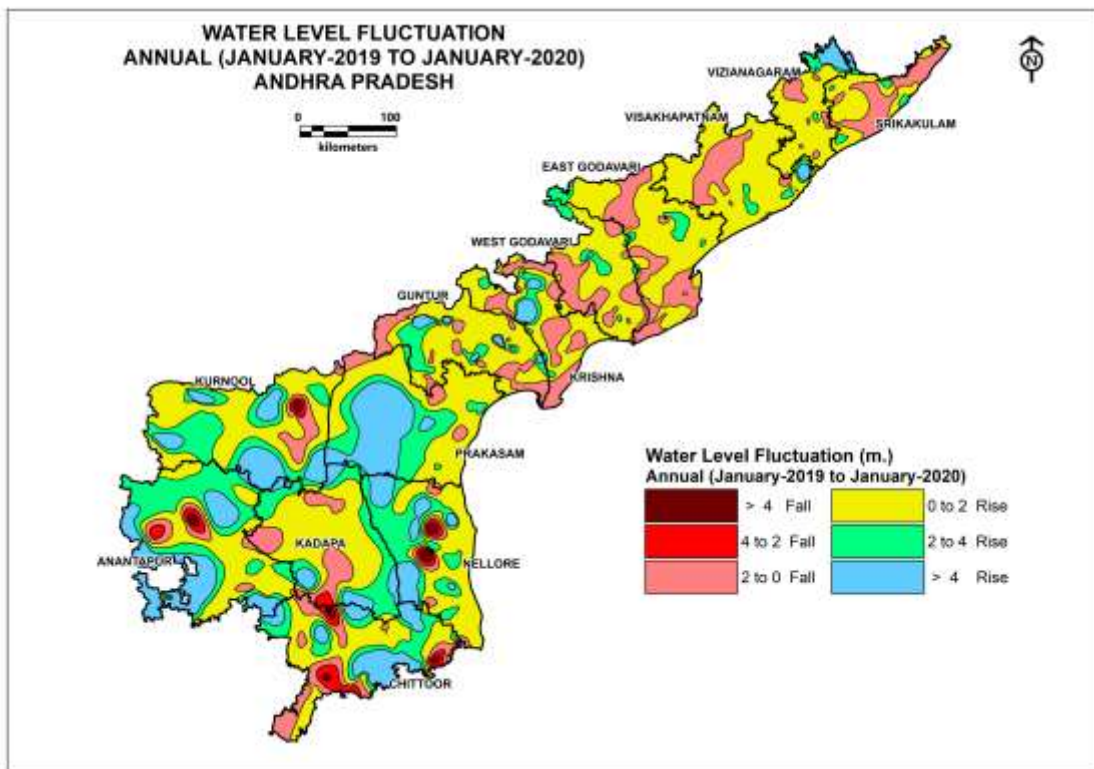 WATER LEVEL FLUCTUATION
ANNUAL (JANUARY-2019 TO JANUARY-2020)
ANDHRA PRADESH
0 100
kilometers
N
VIZIANAGARAM
VISAKHAPATNAM
SRIKAKULAM
EAST GODAVARI
WEST GODAVARI
GUNTUR
KRISHNA
KURNOOL
PRAKASAM
ANANTAPUR
KADAPA
NELLORE
CHITTOOR
Water Level Fluctuation (m.)
Annual (January-2019 to January-2020)
> 4 Fall
0 to 2 Rise
4 to 2 Fall
2 to 4 Rise
2 to 0 Fall
> 4 Rise